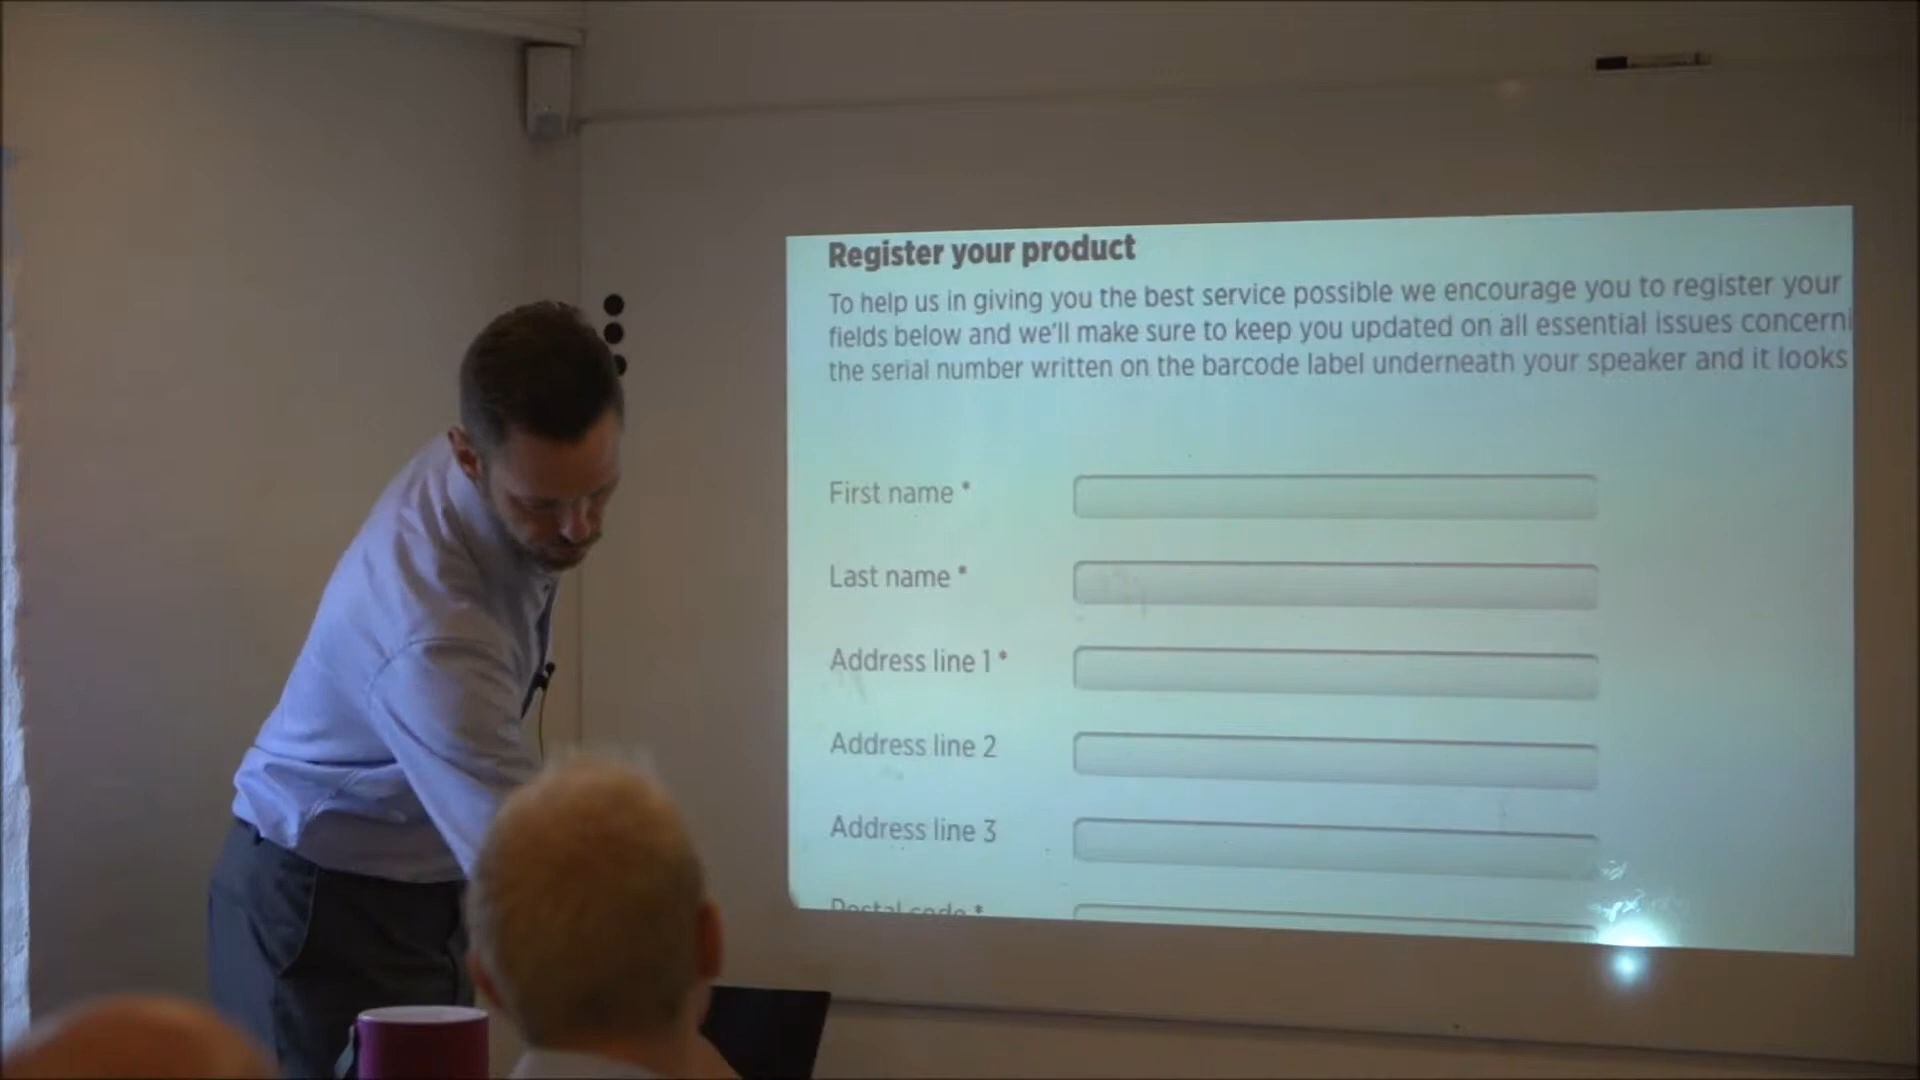 Register your product
To help us in giving you the best service possible we encourage you to register your
fields below and we'll make sure to keep you updated on all essential issues concerni
the serial number written on the barcode label underneath your speaker and it looks
First name *
Last name *
Address line 1 *
Address line 2
Address line 3
Postal code *